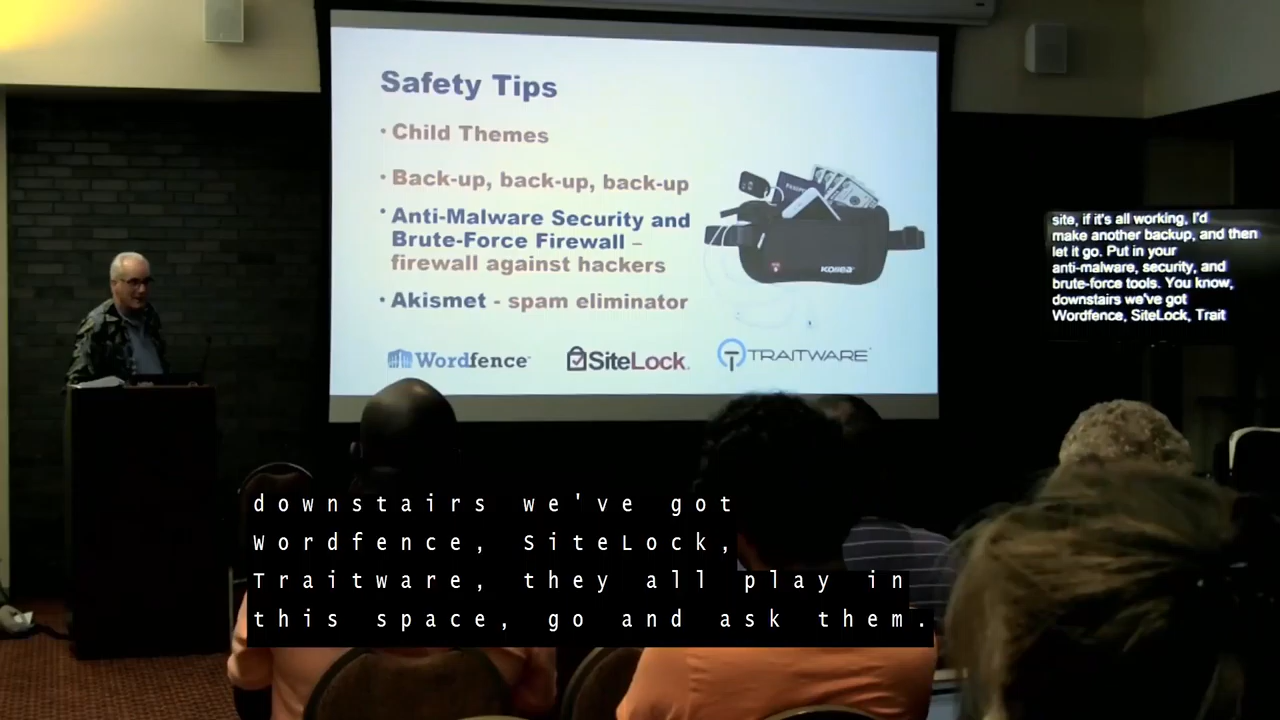 Safety Tips
• Child Themes
• Back-up, back-up, back-up
• Anti-Malware Security and
Brute-Force Firewall –
firewall against hackers
• Akismet - spam eliminator
KOLIEA
Wordfence
SiteLock
TRAITWARE
site, if it's all working, I'd
make another backup, and then
let it go. Put in your
anti-malware, security, and
brute-force tools. You know,
downstairs we've got
Wordfence, SiteLock, Trait
downstairs we've got
Wordfence, SiteLock,
Traitware, they all play in
this space, go and ask them.